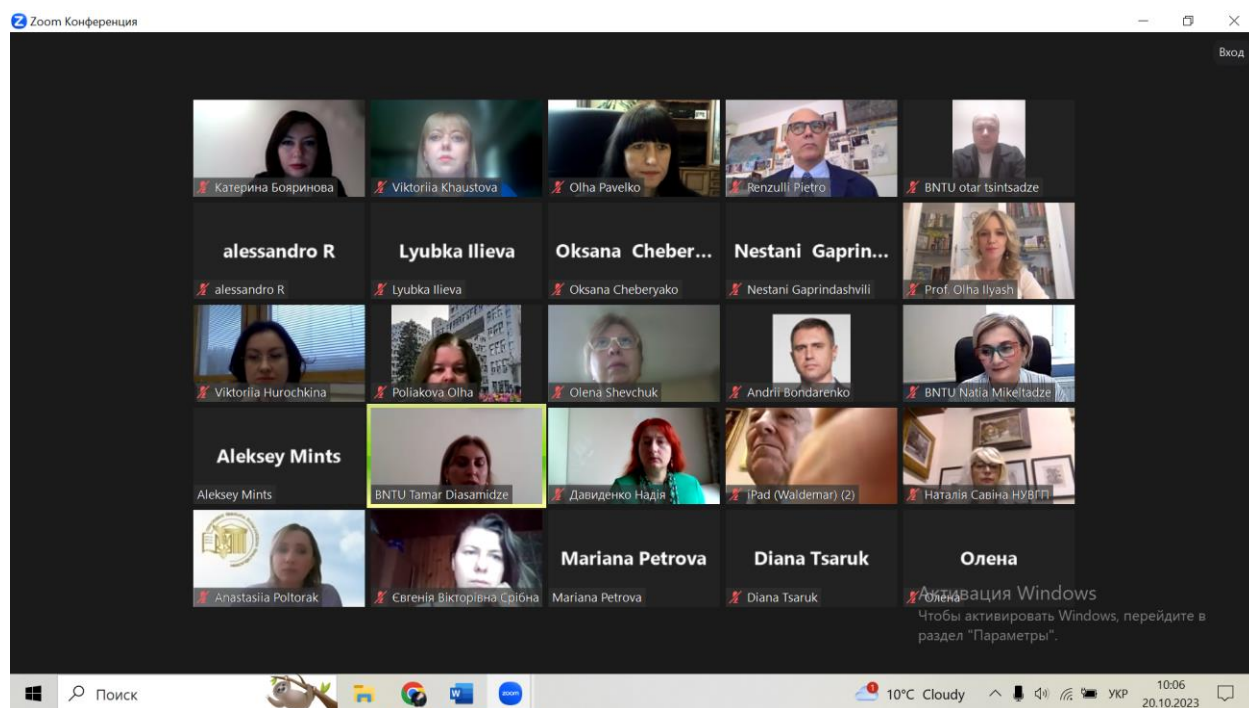 Zoom Конференция
Вход
Катерина Бояринова
Viktoriia Khaustova
Olha Pavelko
Renzulli Pietro
BNTU otar tsintsadze
alessandro R
Lyubka Ilieva
Oksana Cheber...
Nestani Gaprin...
alessandro R
Lyubka Ilieva
Oksana Cheberyako
Nestani Gaprindashvili
Prof. Olha Ilyash
Viktoriia Hurochkina
Poliakova Olha
Olena Shevchuk
Andrii Bondarenko
BNTU Natia Mikeltadze
Aleksey Mints
Aleksey Mints
BNTU Tamar Diasamidze
Давиденко Надія
iPad (Waldemar) (2)
Наталія Савіна НУВГП
Mariana Petrova
Diana Tsaruk
Олена
Anastasiia Poltorak
Євгенія Вікторівна Срібна
Mariana Petrova
Diana Tsaruk
Олена
Активация Windows
Чтобы активировать Windows, перейдите в
раздел "Параметры".
Поиск
zoom
1
10°C Cloudy
УКР
10:06
20.10.2023